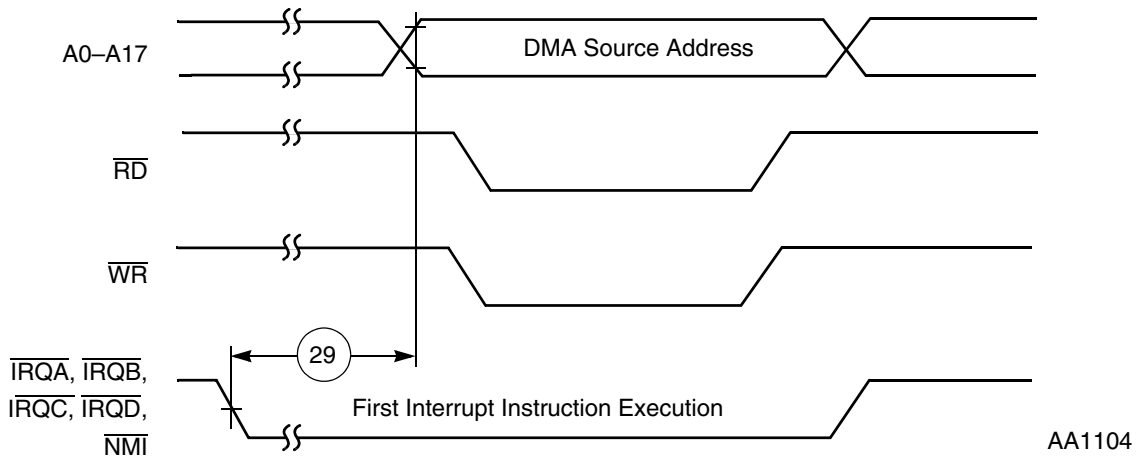 A0–A17
DMA Source Address
RD
WR
29
IRQA, IRQB,
IRQC, IRQD,
NMI
First Interrupt Instruction Execution
AA1104